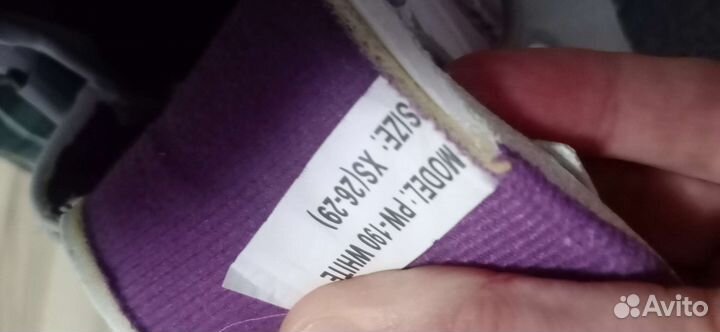 MODEL: PW-190 WHITE
SIZE: XS(26-29)
Avito